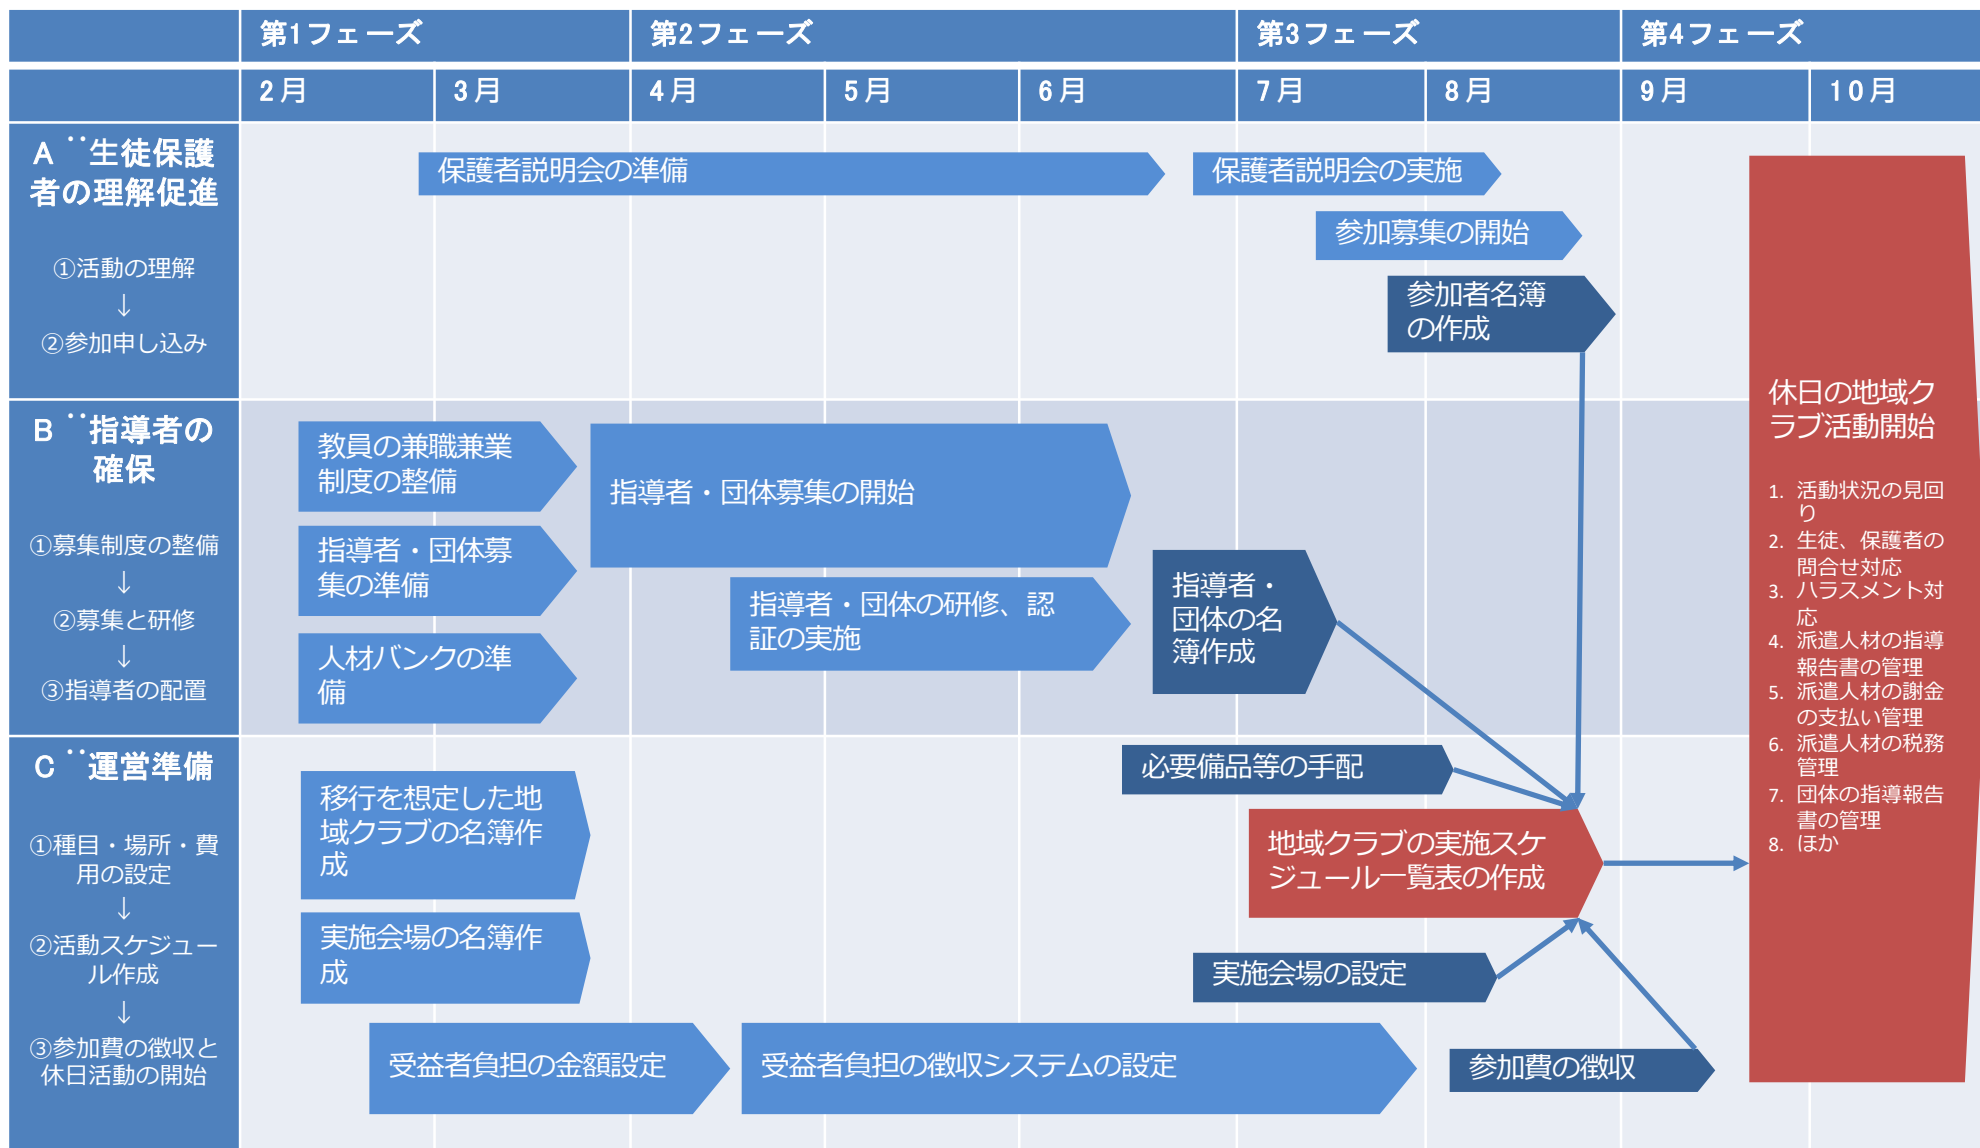 第1フェーズ
第2フェーズ
第3フェーズ
第4フェーズ
2月
3月
4月
5月
6月
7月
8月
9月
10月
A¨生徒保護
者の理解促進
①活動の理解
↓
②参加申し込み
保護者説明会の準備
保護者説明会の実施
参加募集の開始
参加者名簿
の作成
B¨指導者の
確保
①募集制度の整備
↓
②募集と研修
↓
③指導者の配置
教員の兼職兼業
制度の整備
指導者・団体募
集の準備
人材バンクの準
備
指導者・団体募集の開始
指導者・団体の研修、認
証の実施
指導者・
団体の名
簿作成
C¨運営準備
①種目・場所・費
用の設定
↓
②活動スケジュー
ル作成
↓
③参加費の徴収と
休日活動の開始
移行を想定した地
域クラブの名簿作
成
実施会場の名簿作
成
受益者負担の金額設定
受益者負担の徴収システムの設定
必要備品等の手配
地域クラブの実施スケ
ジュール一覧表の作成
実施会場の設定
参加費の徴収
休日の地域ク
ラブ活動開始
1. 活動状況の見回
り
2. 生徒、保護者の
問合せ対応
3. ハラスメント対
応
4. 派遣人材の指導
報告書の管理
5. 派遣人材の謝金
の支払い管理
6. 派遣人材の税務
管理
7. 団体の指導報告
書の管理
8. ほか